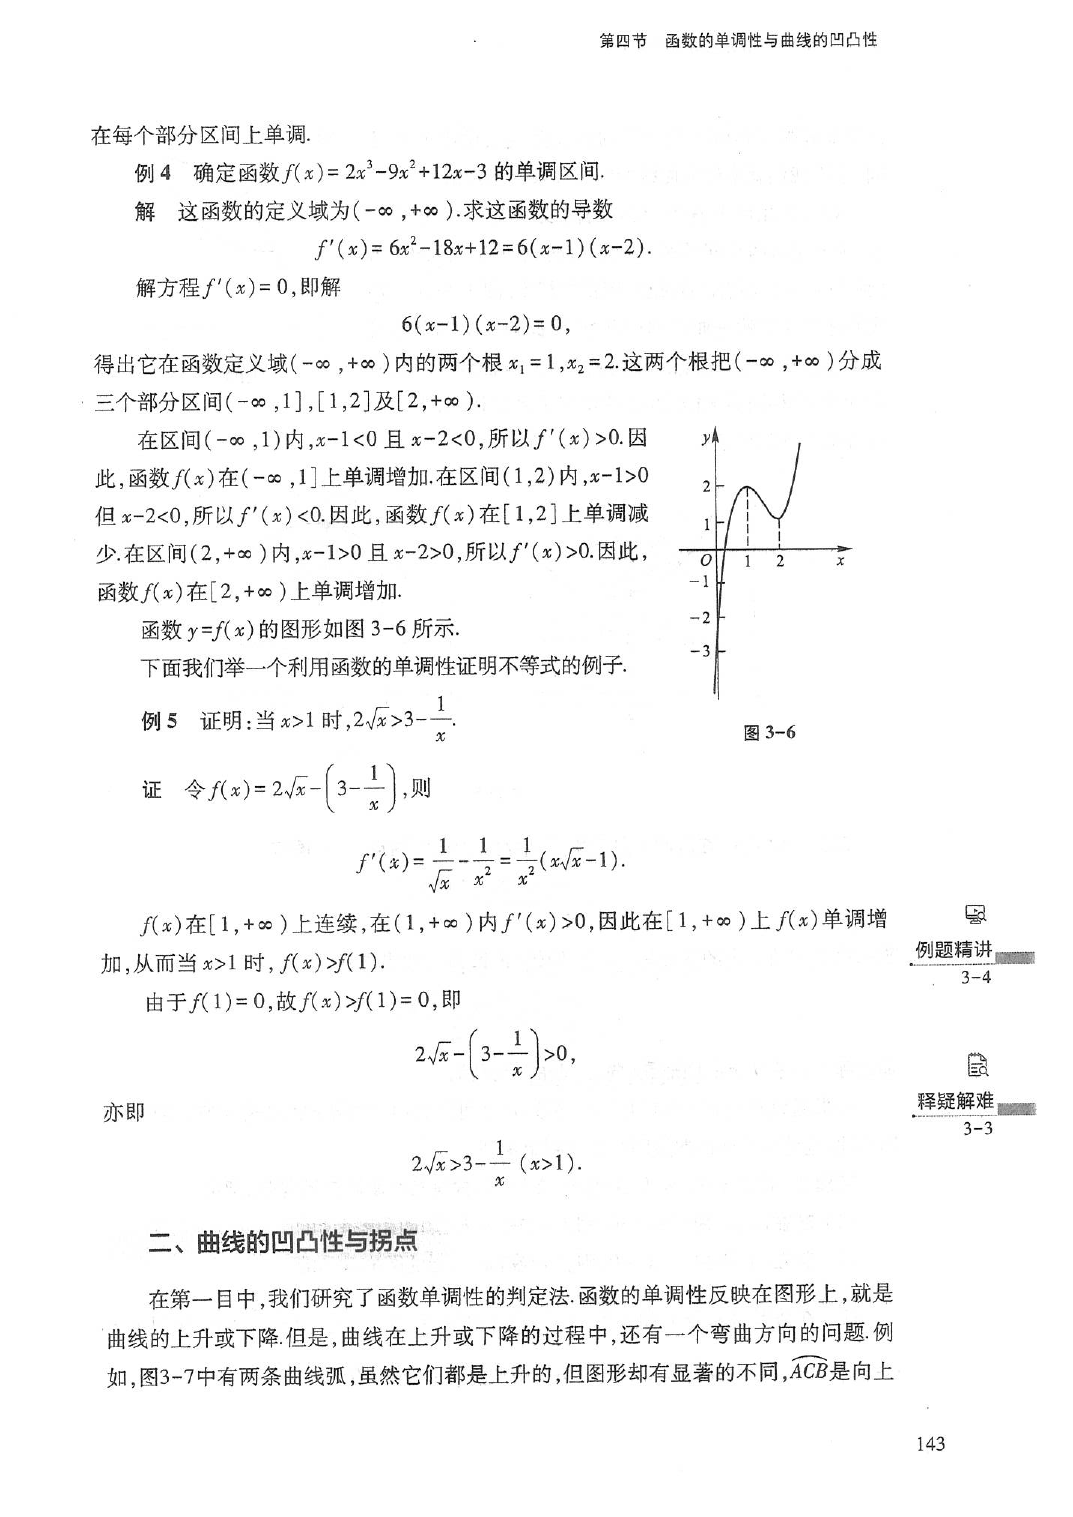 第四节　函数的单调性与曲线的凹凸性
在每个部分区间上单调.
例4　确定函数f(x)=2x³-9x²+12x-3的单调区间.
解　这函数的定义域为(-∞,+∞).求这函数的导数
f′(x)=6x²-18x+12=6(x-1)(x-2).
解方程f′(x)=0,即解
6(x-1)(x-2)=0,
得出它在函数定义域(-∞,+∞)内的两个根x₁=1,x₂=2.这两个根把(-∞,+∞)分成
三个部分区间(-∞,1],[1,2]及[2,+∞).
在区间(-∞,1)内,x-1<0且x-2<0,所以f′(x)>0.因
此,函数f(x)在(-∞,1]上单调增加.在区间(1,2)内,x-1>0
但x-2<0,所以f′(x)<0.因此,函数f(x)在[1,2]上单调减
少.在区间(2,+∞)内,x-1>0且x-2>0,所以f′(x)>0.因此,
函数f(x)在[2,+∞)上单调增加.
函数y=f(x)的图形如图3-6所示.
下面我们举一个利用函数的单调性证明不等式的例子.
y
2
1
O 1 2 x
-1
-2
-3
图3-6
例5　证明:当x>1时,2√x>3-1/x.
证　令f(x)=2√x-(3-1/x),则
f′(x)=1/√x-1/x²=1/x²(x√x-1).
f(x)在[1,+∞)上连续,在(1,+∞)内f′(x)>0,因此在[1,+∞)上f(x)单调增
加,从而当x>1时,f(x)>f(1).
例题精讲
3-4
由于f(1)=0,故f(x)>f(1)=0,即
2√x-(3-1/x)>0,
亦即
释疑解难
3-3
2√x>3-1/x (x>1).
二、曲线的凹凸性与拐点
在第一目中,我们研究了函数单调性的判定法.函数的单调性反映在图形上,就是
曲线的上升或下降.但是,曲线在上升或下降的过程中,还有一个弯曲方向的问题.例
如,图3-7中有两条曲线弧,虽然它们都是上升的,但图形却有显著的不同,ACB是向上
143